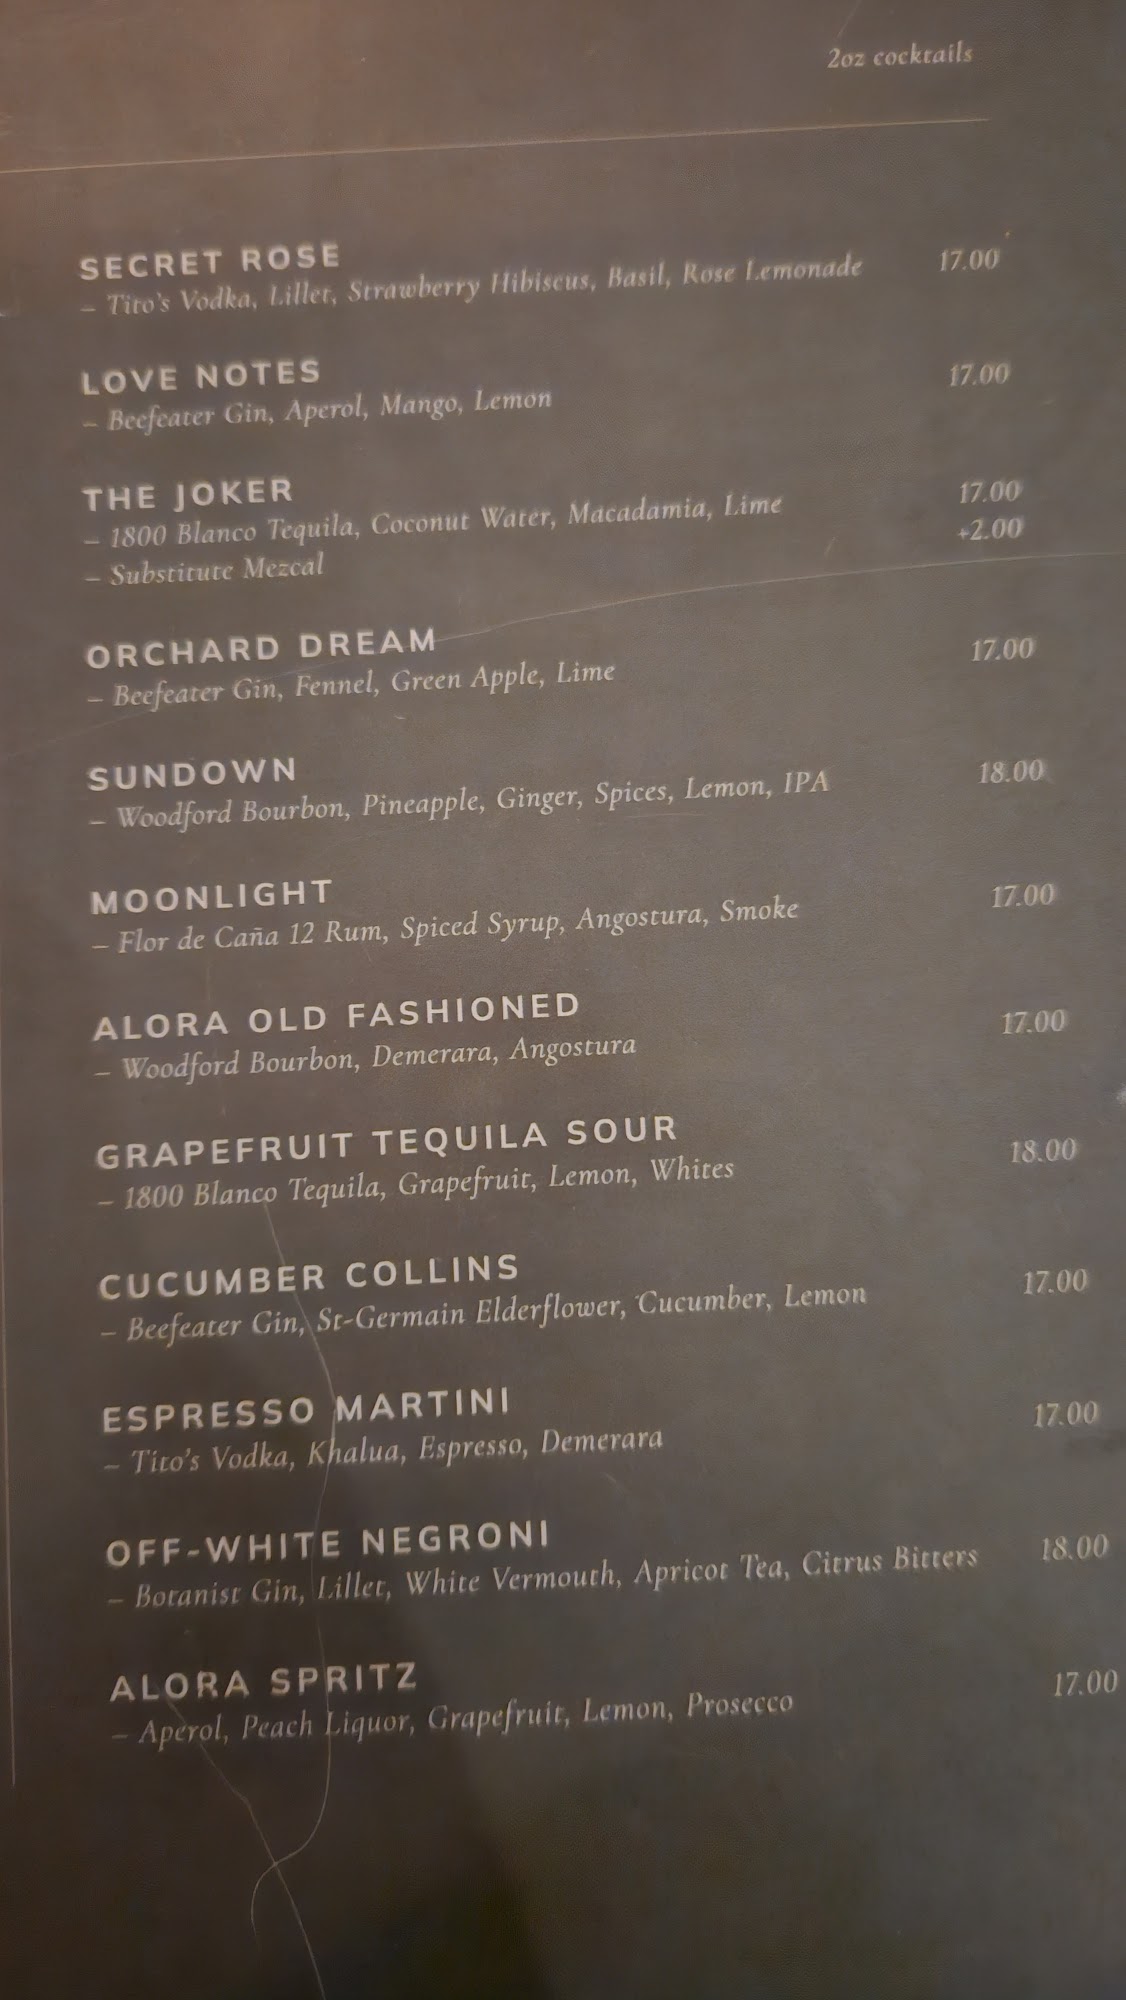 2oz cocktails
SECRET ROSE 17.00
– Tito's Vodka, Lillet, Strawberry Hibiscus, Basil, Rose Lemonade
LOVE NOTES 17.00
– Beefeater Gin, Aperol, Mango, Lemon
THE JOKER 17.00
– 1800 Blanco Tequila, Coconut Water, Macadamia, Lime
– Substitute Mezcal +2.00
ORCHARD DREAM 17.00
– Beefeater Gin, Fennel, Green Apple, Lime
SUNDOWN 18.00
– Woodford Bourbon, Pineapple, Ginger, Spices, Lemon, IPA
MOONLIGHT 17.00
– Flor de Caña 12 Rum, Spiced Syrup, Angostura, Smoke
ALORA OLD FASHIONED 17.00
– Woodford Bourbon, Demerara, Angostura
GRAPEFRUIT TEQUILA SOUR 18.00
– 1800 Blanco Tequila, Grapefruit, Lemon, Whites
CUCUMBER COLLINS 17.00
– Beefeater Gin, St-Germain Elderflower, Cucumber, Lemon
ESPRESSO MARTINI 17.00
– Tito's Vodka, Khalua, Espresso, Demerara
OFF-WHITE NEGRONI 18.00
– Botanist Gin, Lillet, White Vermouth, Apricot Tea, Citrus Bitters
ALORA SPRITZ 17.00
– Aperol, Peach Liquor, Grapefruit, Lemon, Prosecco